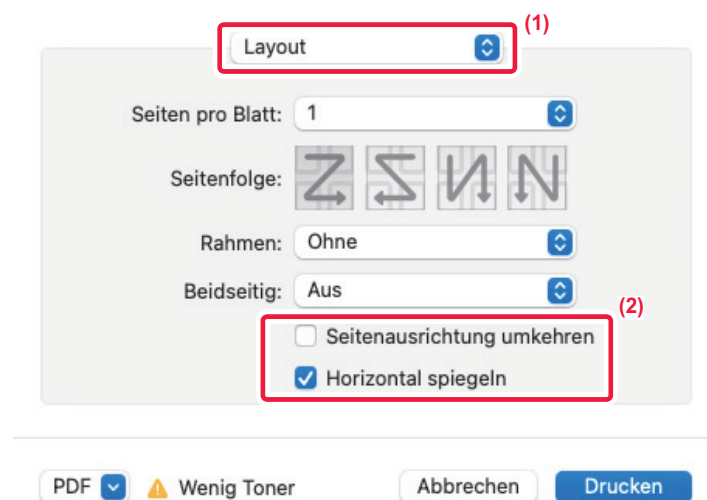 (1)
Layout
Seiten pro Blatt: 1
Seitenfolge:
Rahmen: Ohne
Beidseitig: Aus
(2)
Seitenausrichtung umkehren
Horizontal spiegeln
PDF Wenig Toner Abbrechen Drucken